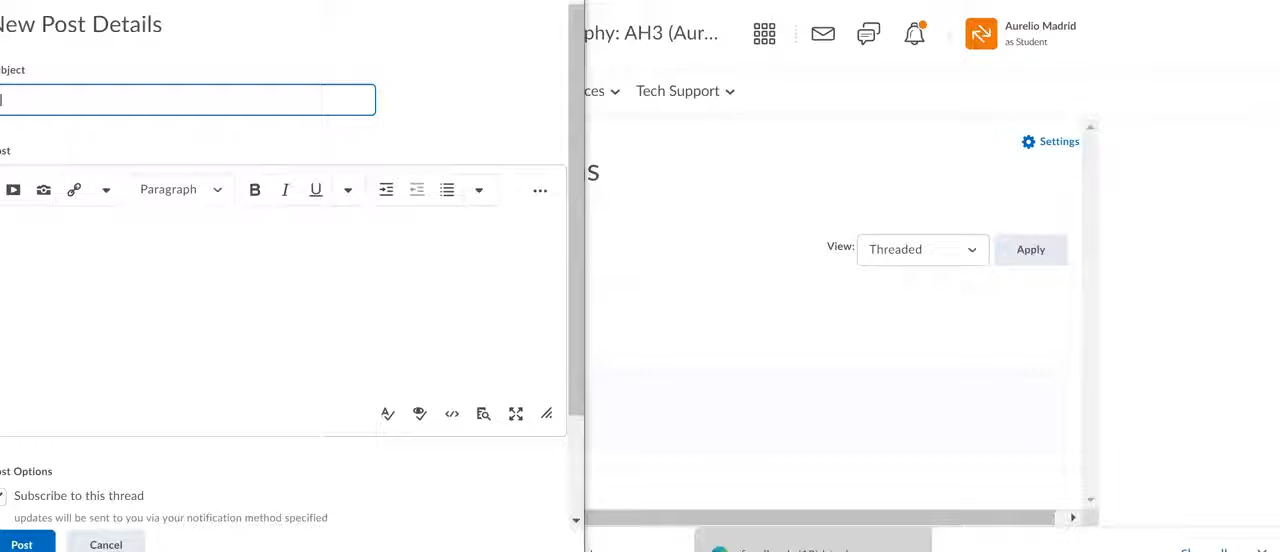 New Post Details
phy: AH3 (Aur...
Aurelio Madrid
as Student
bject
ces
Tech Support
Settings
ost
s
Paragraph
B I U
View:
Threaded
Apply
ost Options
Subscribe to this thread
updates will be sent to you via your notification method specified
Post
Cancel